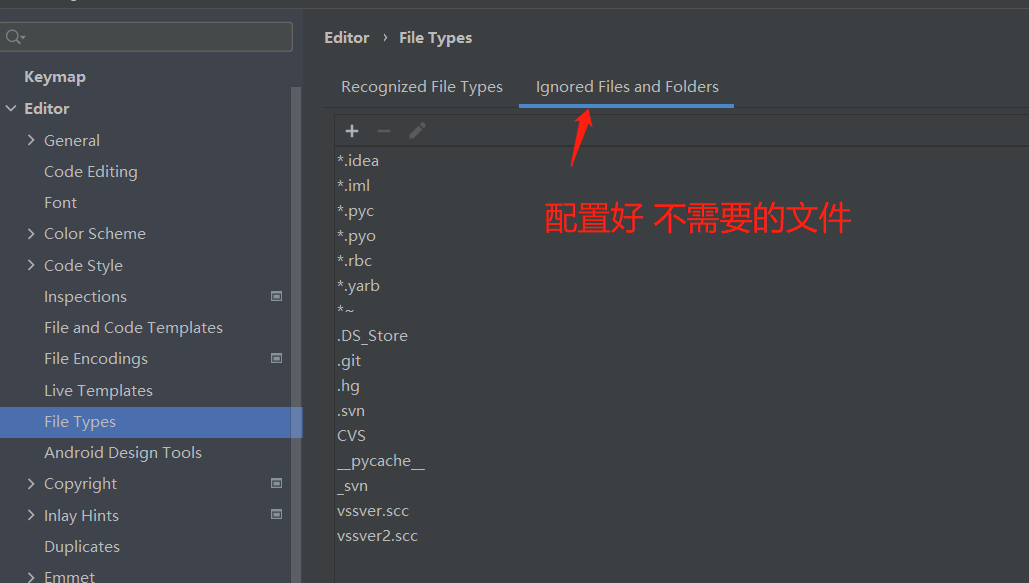 Keymap
Editor
General
Code Editing
Font
Color Scheme
Code Style
Inspections
File and Code Templates
File Encodings
Live Templates
File Types
Android Design Tools
Copyright
Inlay Hints
Duplicates
Emmet
Editor › File Types
Recognized File Types
Ignored Files and Folders
*.idea
*.iml
*.pyc
*.pyo
*.rbc
*.yarb
*~
.DS_Store
.git
.hg
.svn
CVS
__pycache__
_svn
vssver.scc
vssver2.scc
配置好 不需要的文件